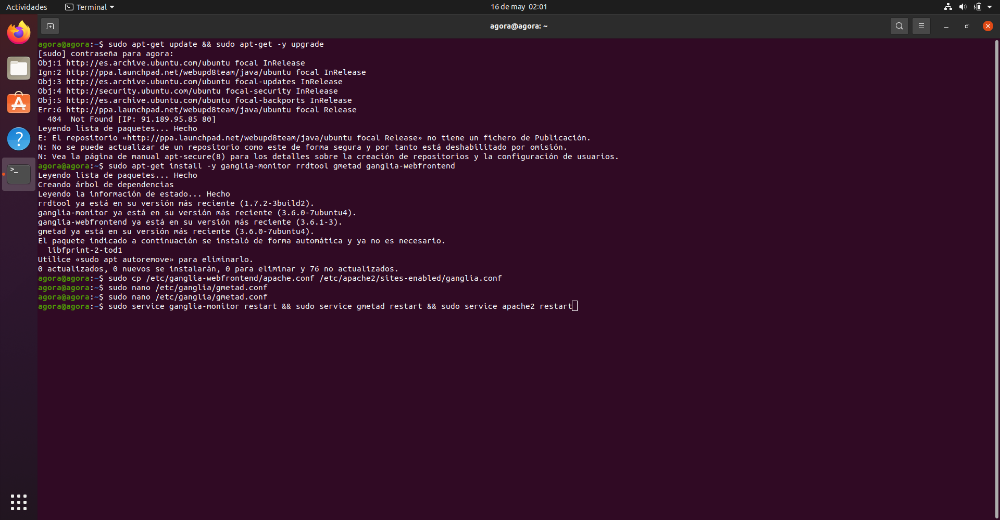 Actividades
Terminal
16 de may 02:01
agora@agora: ~
agora@agora:~$ sudo apt-get update && sudo apt-get -y upgrade
[sudo] contraseña para agora:
Obj:1 http://es.archive.ubuntu.com/ubuntu focal InRelease
Ign:2 http://ppa.launchpad.net/webupd8team/java/ubuntu focal InRelease
Obj:3 http://es.archive.ubuntu.com/ubuntu focal-updates InRelease
Obj:4 http://security.ubuntu.com/ubuntu focal-security InRelease
Obj:5 http://es.archive.ubuntu.com/ubuntu focal-backports InRelease
Err:6 http://ppa.launchpad.net/webupd8team/java/ubuntu focal Release
  404  Not Found [IP: 91.189.95.85 80]
Leyendo lista de paquetes... Hecho
E: El repositorio «http://ppa.launchpad.net/webupd8team/java/ubuntu focal Release» no tiene un fichero de Publicación.
N: No se puede actualizar de un repositorio como este de forma segura y por tanto está deshabilitado por omisión.
N: Vea la página de manual apt-secure(8) para los detalles sobre la creación de repositorios y la configuración de usuarios.
agora@agora:~$ sudo apt-get install -y ganglia-monitor rrdtool gmetad ganglia-webfrontend
Leyendo lista de paquetes... Hecho
Creando árbol de dependencias
Leyendo la información de estado... Hecho
rrdtool ya está en su versión más reciente (1.7.2-3build2).
ganglia-monitor ya está en su versión más reciente (3.6.0-7ubuntu4).
ganglia-webfrontend ya está en su versión más reciente (3.6.1-3).
gmetad ya está en su versión más reciente (3.6.0-7ubuntu4).
El paquete indicado a continuación se instaló de forma automática y ya no es necesario.
  libfprint-2-tod1
Utilice «sudo apt autoremove» para eliminarlo.
0 actualizados, 0 nuevos se instalarán, 0 para eliminar y 76 no actualizados.
agora@agora:~$ sudo cp /etc/ganglia-webfrontend/apache.conf /etc/apache2/sites-enabled/ganglia.conf
agora@agora:~$ sudo nano /etc/ganglia/gmetad.conf
agora@agora:~$ sudo nano /etc/ganglia/gmetad.conf
agora@agora:~$ sudo service ganglia-monitor restart && sudo service gmetad restart && sudo service apache2 restart